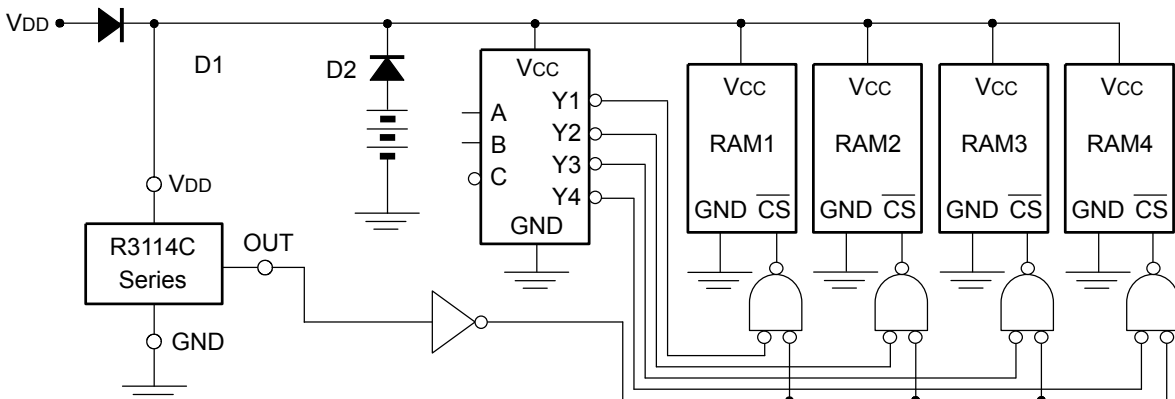 VDD
D1
D2
VDD
R3114C
Series
OUT
GND
VCC
A
B
C
Y1
Y2
Y3
Y4
GND
VCC
RAM1
GND CS
VCC
RAM2
GND CS
VCC
RAM3
GND CS
VCC
RAM4
GND CS